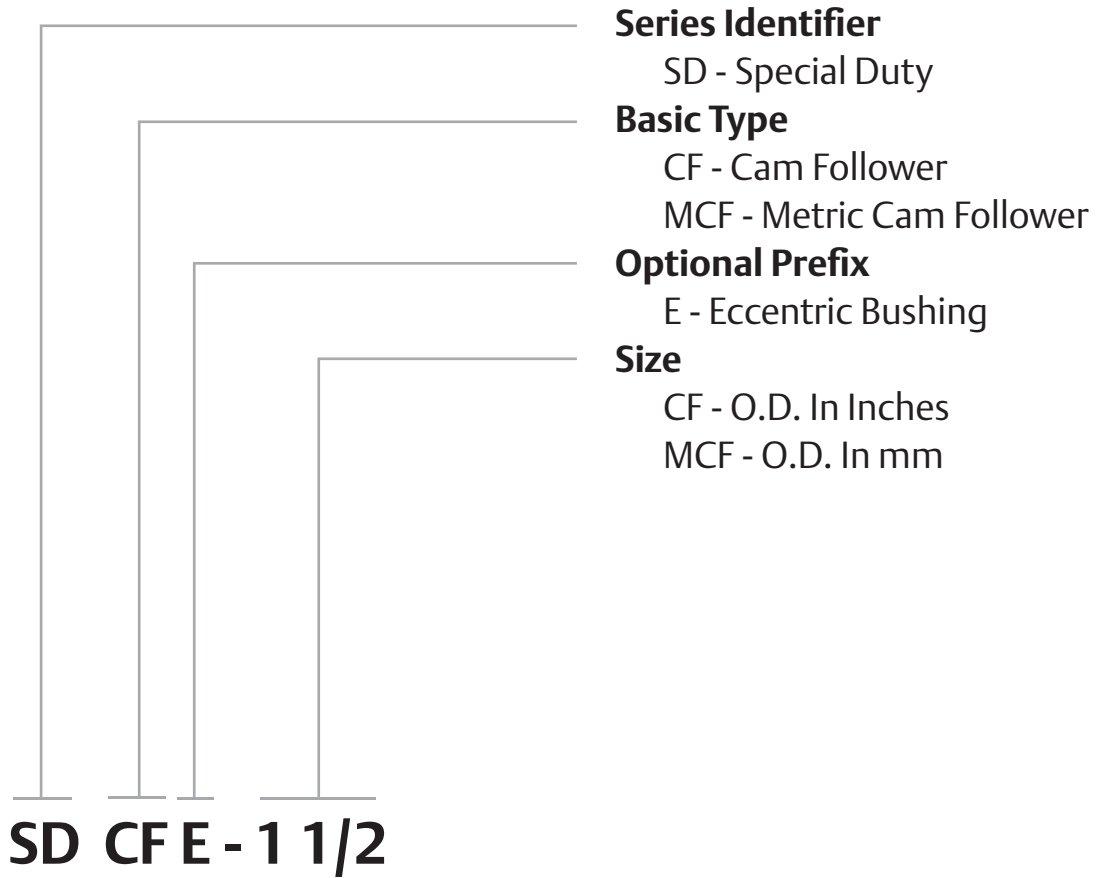 Series Identifier
SD - Special Duty
Basic Type
CF - Cam Follower
MCF - Metric Cam Follower
Optional Prefix
E - Eccentric Bushing
Size
CF - O.D. In Inches
MCF - O.D. In mm
SD CF E - 1 1/2